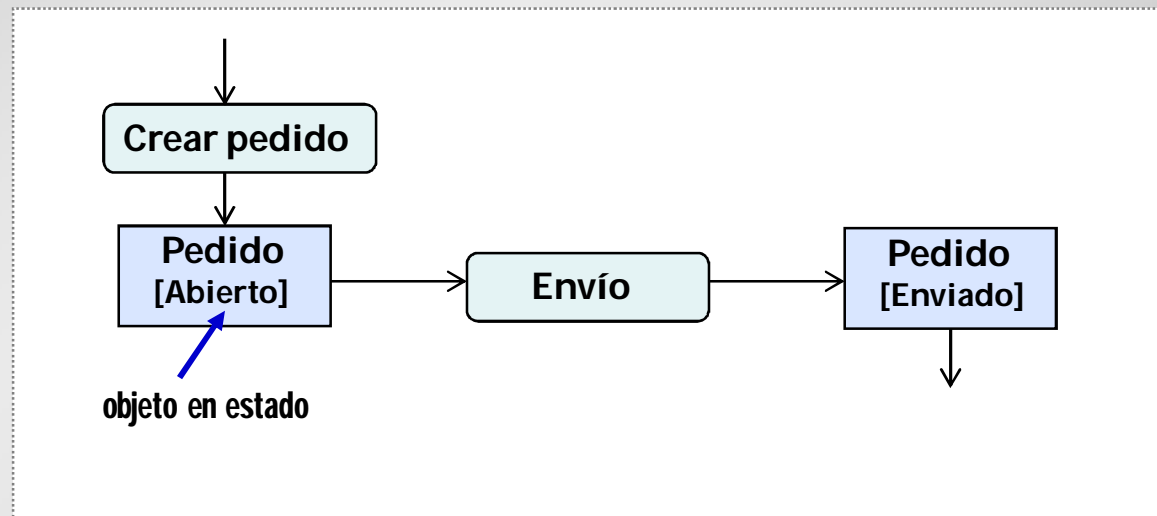 Crear pedido
Pedido
[Abierto]
Envío
Pedido
[Enviado]
objeto en estado